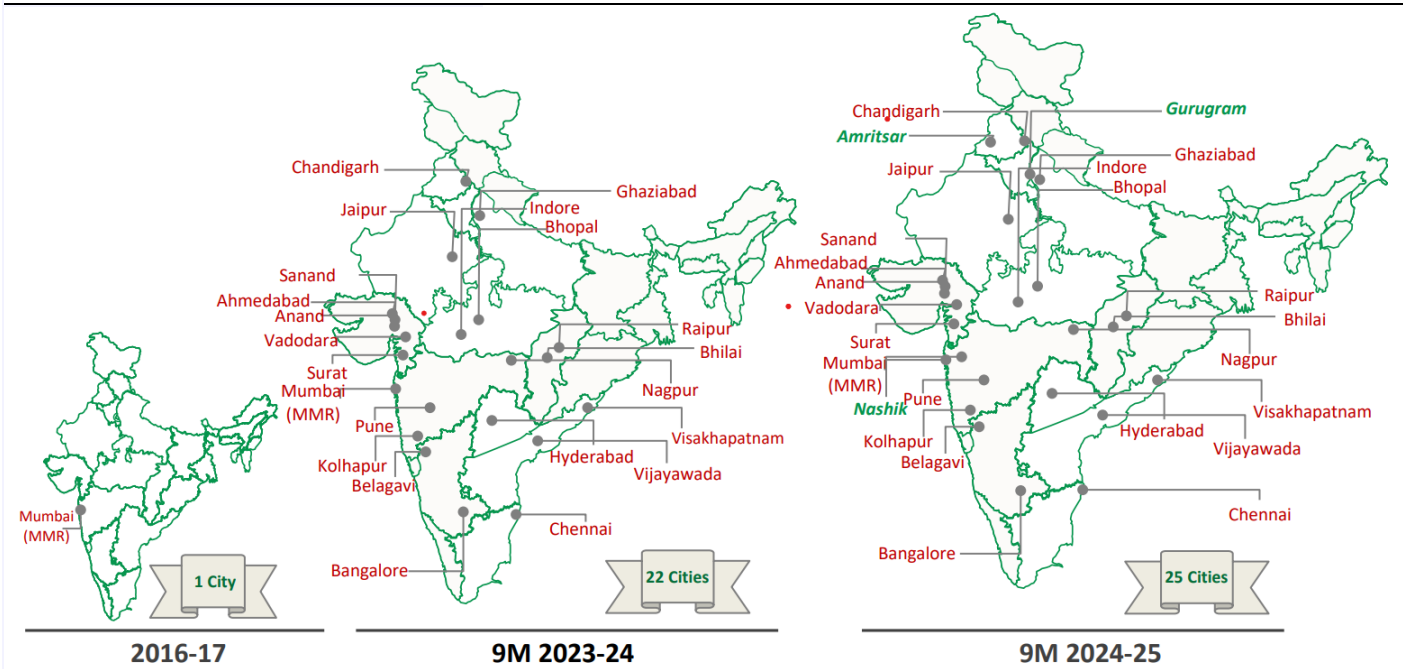 Mumbai
(MMR)
1 City
2016-17
Chandigarh
Ghaziabad
Jaipur
Indore
Bhopal
Sanand
Ahmedabad
Anand
Vadodara
Surat
Mumbai
(MMR)
Raipur
Bhilai
Nagpur
Pune
Visakhapatnam
Kolhapur
Hyderabad
Belagavi
Vijayawada
Chennai
Bangalore
22 Cities
9M 2023-24
Chandigarh
Gurugram
Amritsar
Ghaziabad
Jaipur
Indore
Bhopal
Sanand
Ahmedabad
Anand
Vadodara
Raipur
Bhilai
Surat
Mumbai
(MMR)
Nagpur
Pune
Nashik
Visakhapatnam
Kolhapur
Hyderabad
Belagavi
Vijayawada
Chennai
Bangalore
25 Cities
9M 2024-25